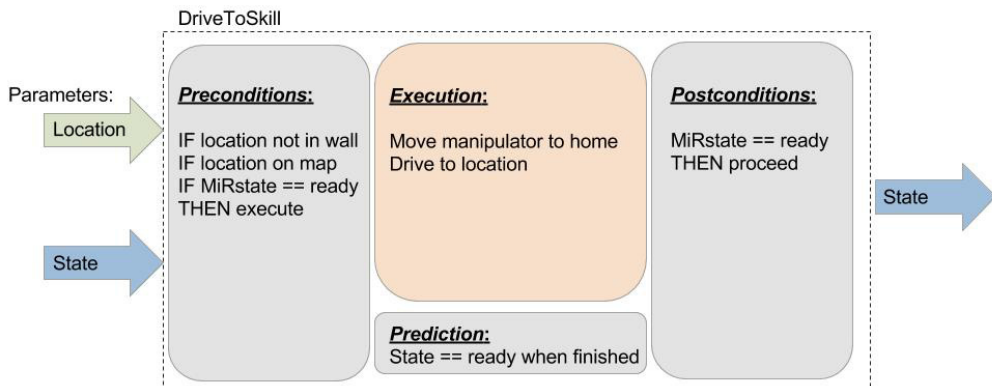 DriveToSkill
Parameters:
Location
State
Preconditions:
IF location not in wall
IF location on map
IF MiRstate == ready
THEN execute
Execution:
Move manipulator to home
Drive to location
Prediction:
State == ready when finished
Postconditions:
MiRstate == ready
THEN proceed
State